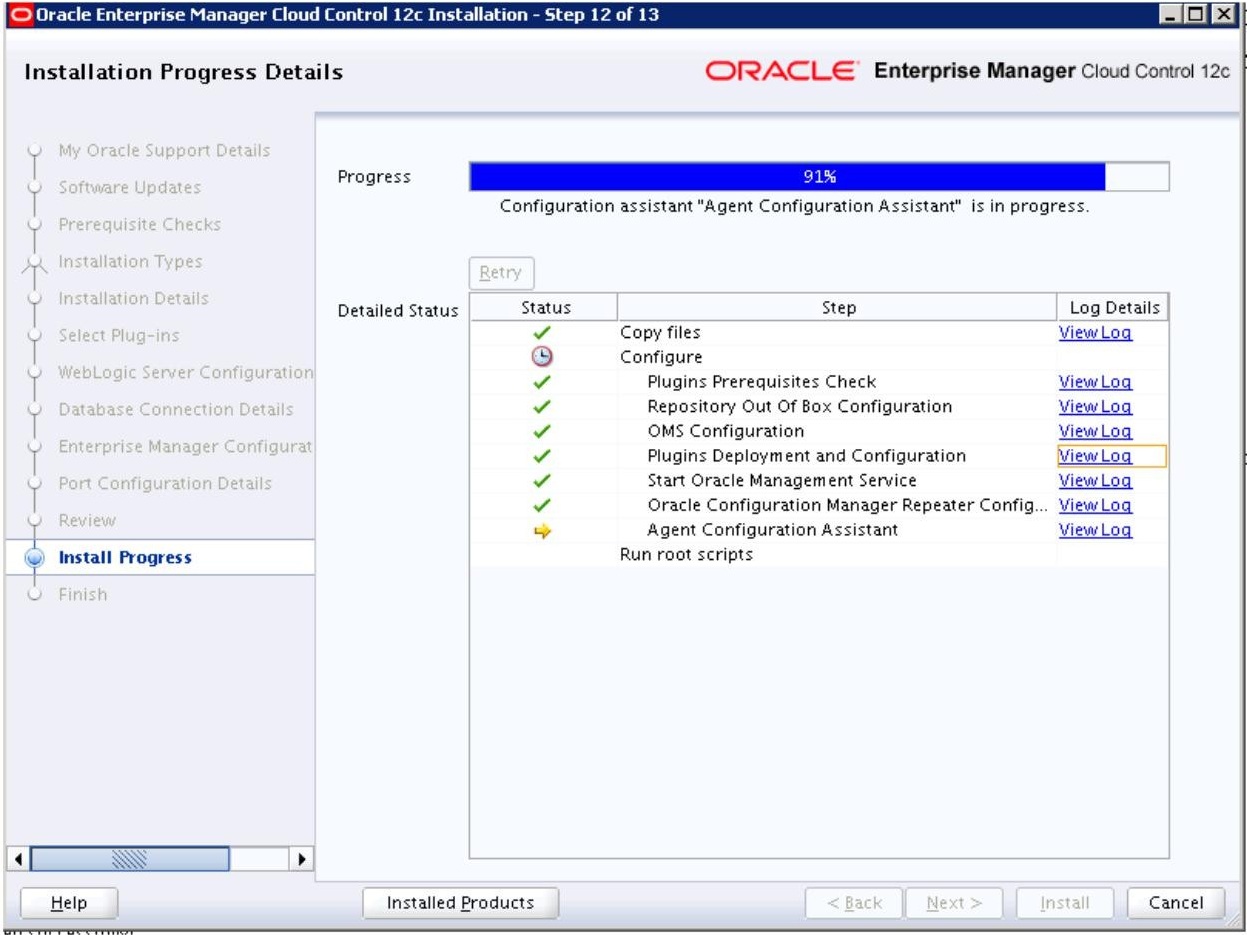 Oracle Enterprise Manager Cloud Control 12c Installation - Step 12 of 13
Installation Progress Details
ORACLE Enterprise Manager Cloud Control 12c
My Oracle Support Details
Software Updates
Prerequisite Checks
Installation Types
Installation Details
Select Plug-ins
WebLogic Server Configuration
Database Connection Details
Enterprise Manager Configurat
Port Configuration Details
Review
Install Progress
Finish
Progress
91%
Configuration assistant "Agent Configuration Assistant" is in progress.
Retry
Detailed Status
Status Step Log Details
Copy files View Log
Configure
Plugins Prerequisites Check View Log
Repository Out Of Box Configuration View Log
OMS Configuration View Log
Plugins Deployment and Configuration View Log
Start Oracle Management Service View Log
Oracle Configuration Manager Repeater Config... View Log
Agent Configuration Assistant View Log
Run root scripts
Help Installed Products < Back Next > Install Cancel